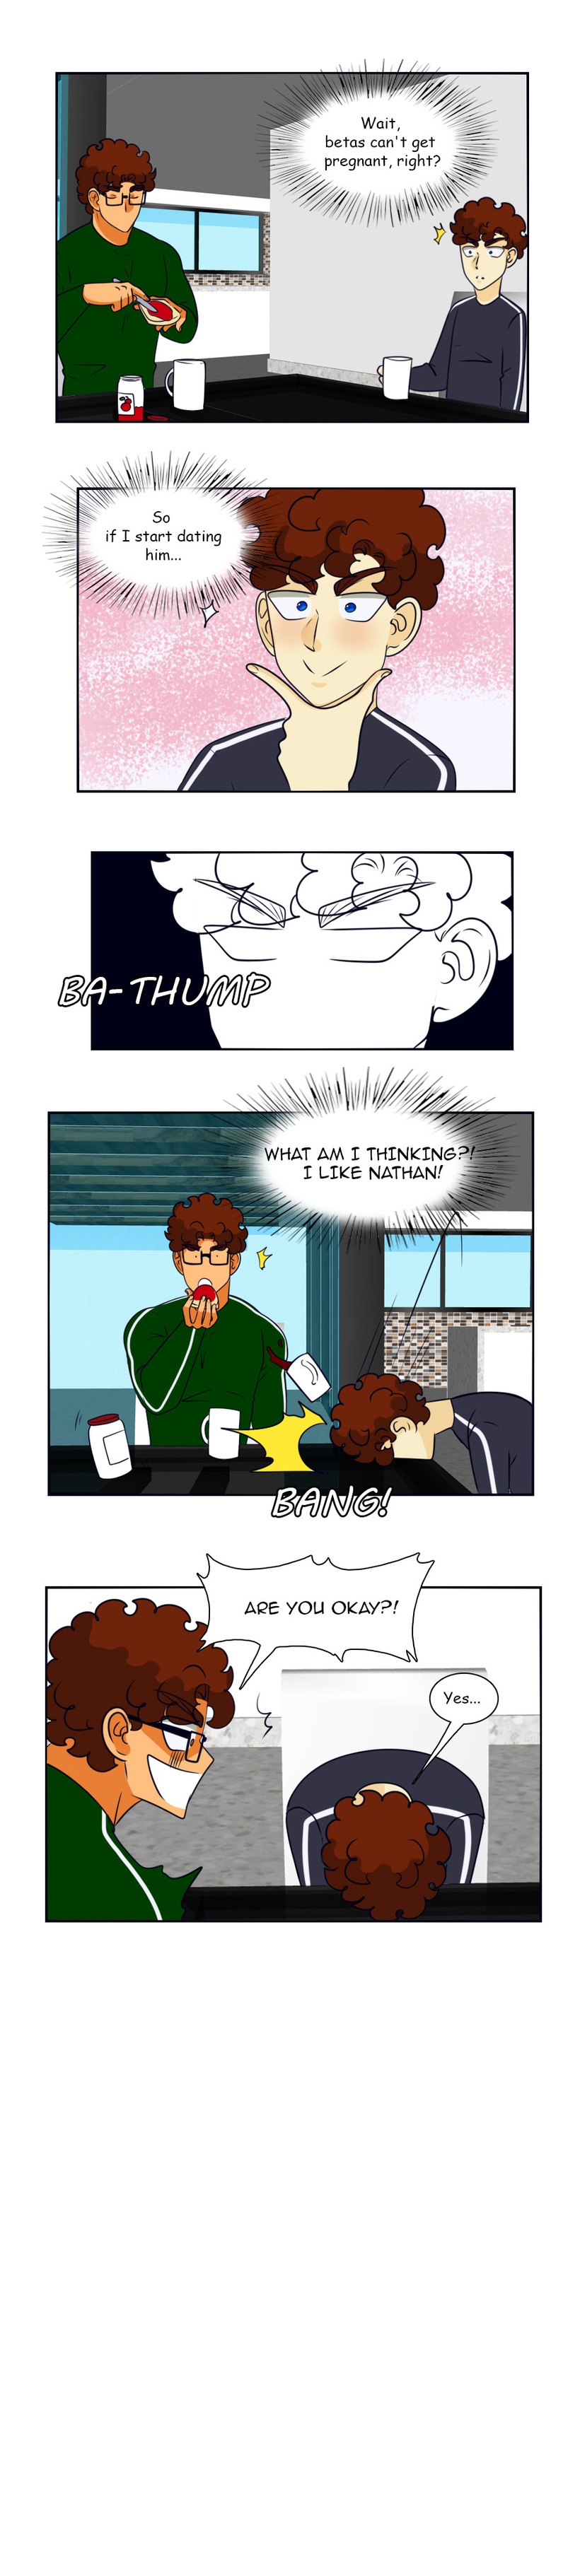 Wait,
betas can't get
pregnant, right?
So
if I start dating
him...
BA-THUMP
WHAT AM I THINKING?!
I LIKE NATHAN!
BANG!
ARE YOU OKAY?!
Yes...